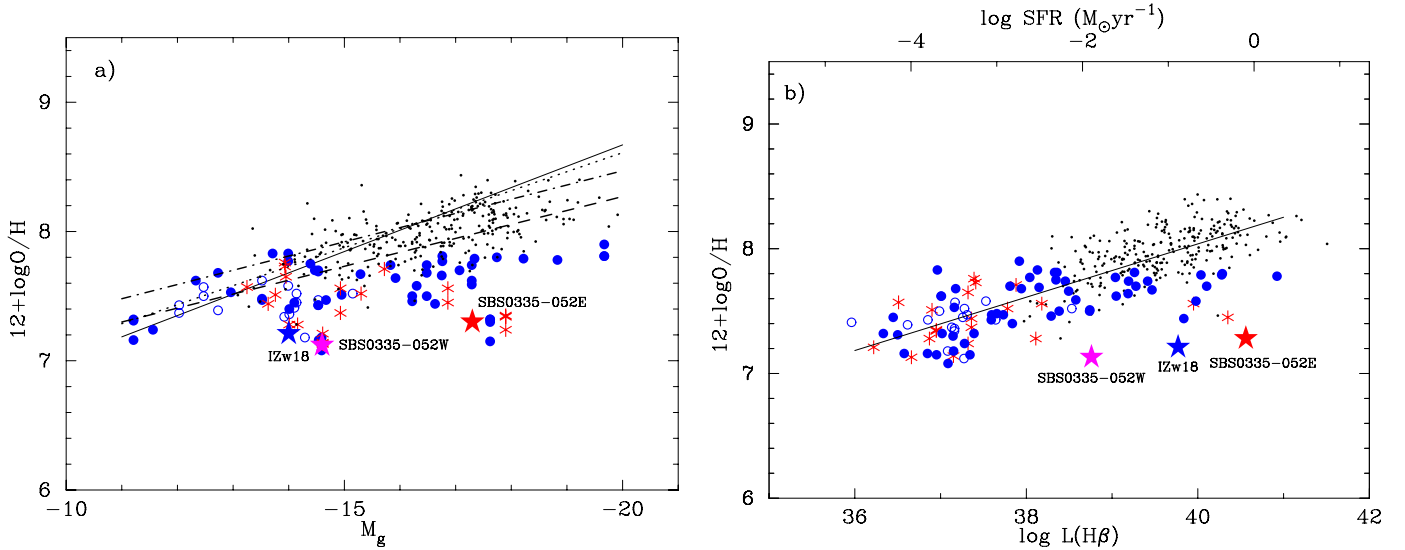 a)
12+logO/H
9
8
7
6
SBS0335-052E
IZw18
SBS0335-052W
-10
-15
-20
M_g
log SFR (M_⊙yr^{-1})
-4
-2
0
b)
12+logO/H
9
8
7
6
SBS0335-052W
IZw18
SBS0335-052E
36
38
40
42
log L(Hβ)